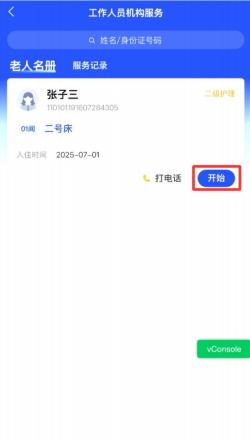 工作人员机构服务
姓名/身份证号码
老人名册 服务记录
张子三 二级护理
110101191607284305
01间 二号床
入住时间 2025-07-01
打电话 开始
vConsole